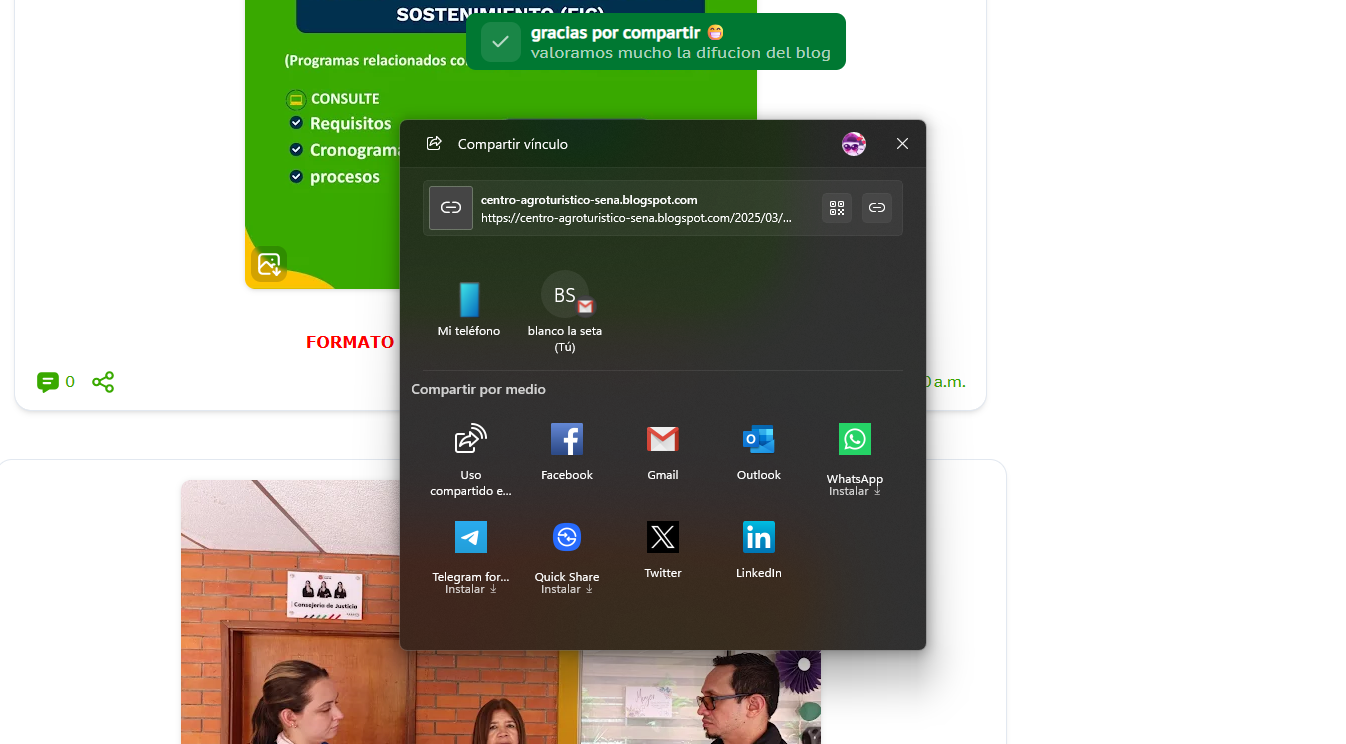 SOSTENIMIENTO (FIC)
gracias por compartir 😁
valoramos mucho la difucion del blog
(Programas relacionados co
CONSULTE
Requisitos
Cronograma
procesos
Compartir vínculo
centro-agroturistico-sena.blogspot.com
https://centro-agroturistico-sena.blogspot.com/2025/03/...
Mi teléfono
BS
blanco la seta
(Tú)
FORMATO
0
0 a.m.
Compartir por medio
Uso
compartido e...
Facebook
Gmail
Outlook
WhatsApp
Instalar
Telegram for...
Instalar
Quick Share
Instalar
Twitter
LinkedIn
Consejería de Justicia
Mujer